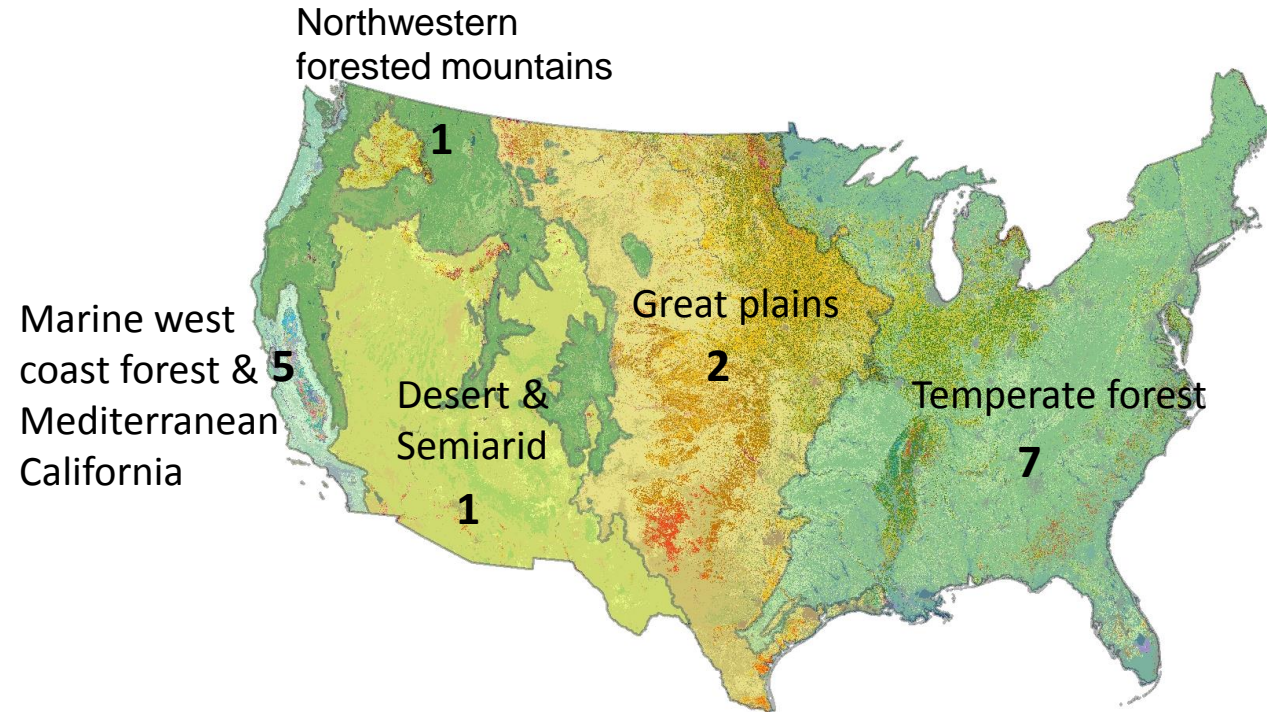 Northwestern
forested mountains
1
Marine west
coast forest & 5
Mediterranean
California
Desert &
Semiarid
1
Great plains
2
Temperate forest
7